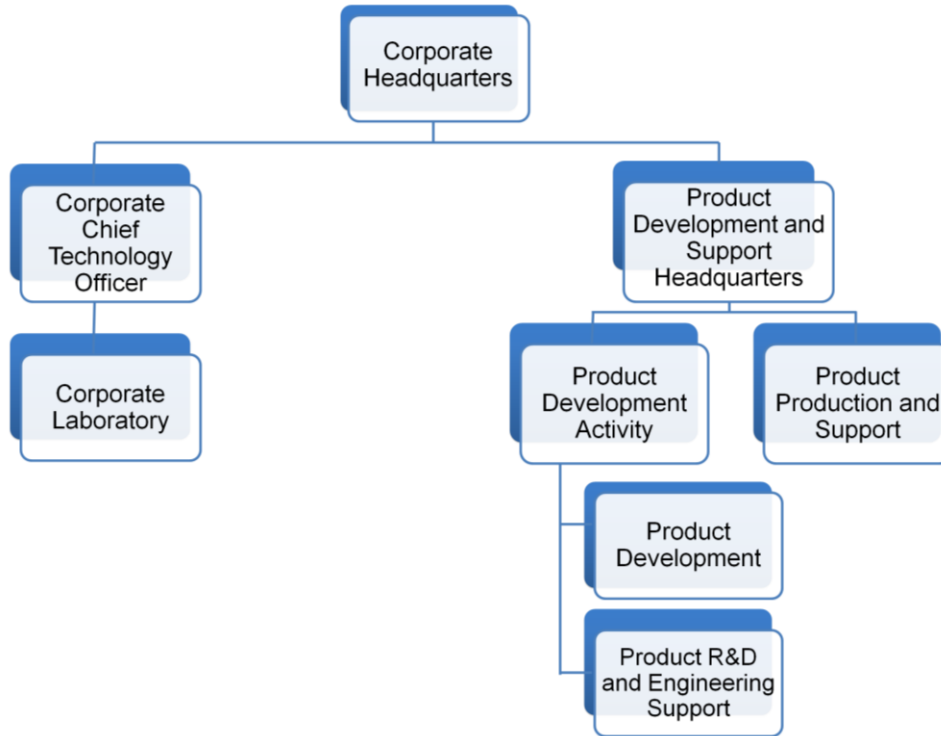 Corporate
Headquarters
Corporate
Chief
Technology
Officer
Product
Development and
Support
Headquarters
Corporate
Laboratory
Product
Development
Activity
Product
Production and
Support
Product
Development
Product R&D
and Engineering
Support